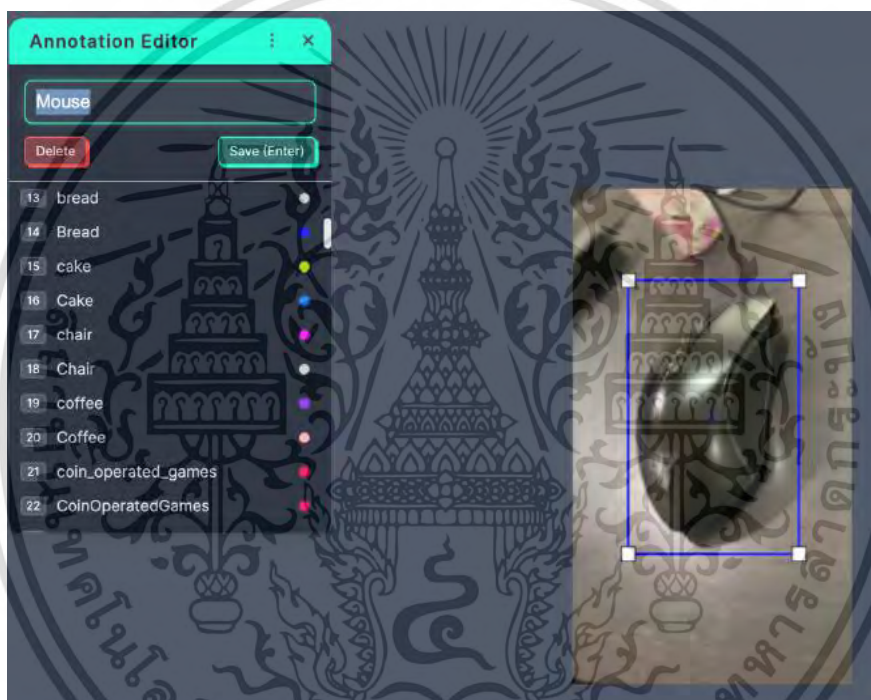 Annotation Editor
Mouse
Delete
Save (Enter)
13 bread
14 Bread
15 cake
16 Cake
17 chair
18 Chair
19 coffee
20 Coffee
21 coin_operated_games
22 CoinOperatedGames